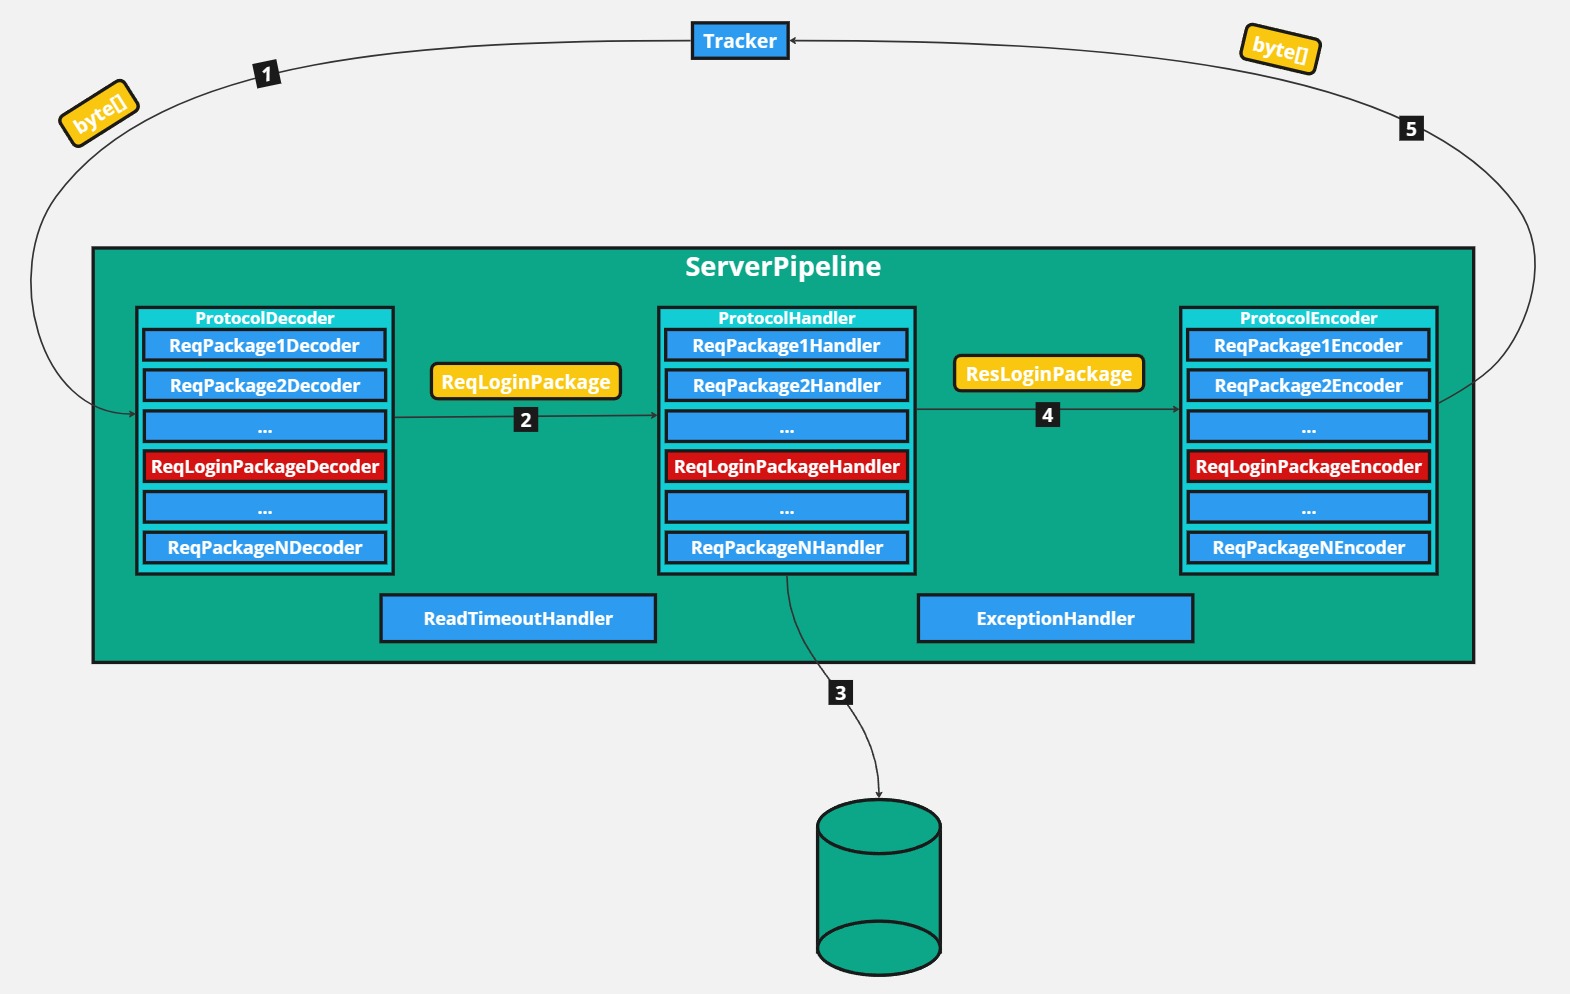 Tracker
byte[]
1
byte[]
5
ServerPipeline
ProtocolDecoder
ReqPackage1Decoder
ReqPackage2Decoder
...
ReqLoginPackageDecoder
...
ReqPackageNDecoder
ReqLoginPackage
2
ProtocolHandler
ReqPackage1Handler
ReqPackage2Handler
...
ReqLoginPackageHandler
...
ReqPackageNHandler
ResLoginPackage
4
ProtocolEncoder
ReqPackage1Encoder
ReqPackage2Encoder
...
ReqLoginPackageEncoder
...
ReqPackageNEncoder
ReadTimeoutHandler
ExceptionHandler
3